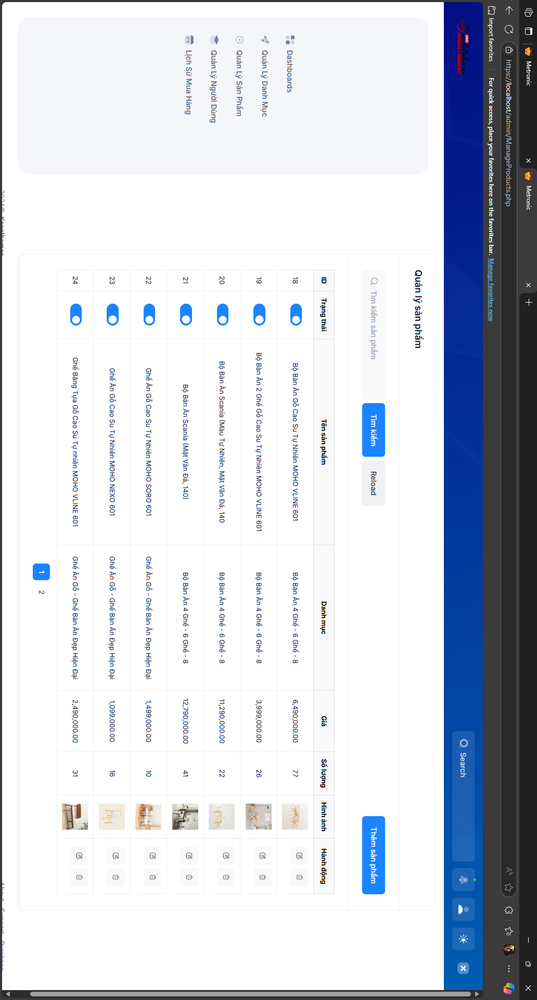 Metronic
Metronic
https://localhost/admin/ManageProducts.php
Import favorites
For quick access, place your favorites here on the favorites bar. Manage favorites now
Search
Dashboards
Quản Lý Danh Mục
Quản Lý Sản Phẩm
Quản Lý Người Dùng
Lịch Sử Mua Hàng
Quản lý sản phẩm
Tìm kiếm sản phẩm
Tìm kiếm
Reload
Thêm sản phẩm
ID Trạng thái Tên sản phẩm Danh mục Giá Số lượng Hình ảnh Hành động
18 Bộ Bàn Ăn Gỗ Cao Su Tự Nhiên MOHO VLINE 601 Bộ Bàn Ăn 4 Ghế - 6 Ghế - 8 6,490,000.00 77
19 Bộ Bàn Ăn 2 Ghế Gỗ Cao Su Tự Nhiên MOHO VLINE 601 Bộ Bàn Ăn 4 Ghế - 6 Ghế - 8 3,999,000.00 26
20 Bộ Bàn Ăn Scania (Màu Tự Nhiên, Mặt Vân Đá, 140 Bộ Bàn Ăn 4 Ghế - 6 Ghế - 8 11,290,000.00 22
21 Bộ Bàn Ăn Scania (Mặt Vân Đá, 140) Bộ Bàn Ăn 4 Ghế - 6 Ghế - 8 12,790,000.00 41
22 Ghế Ăn Gỗ Cao Su Tự Nhiên MOHO SORO 601 Ghế Ăn Gỗ - Ghế Bàn Ăn Đẹp Hiện Đại 1,499,000.00 10
23 Ghế Ăn Gỗ Cao Su Tự Nhiên MOHO NEXO 601 Ghế Ăn Gỗ - Ghế Bàn Ăn Đẹp Hiện Đại 1,099,000.00 16
24 Ghế Băng Tựa Gỗ Cao Su Tự nhiên MOHO VLINE 601 Ghế Ăn Gỗ - Ghế Bàn Ăn Đẹp Hiện Đại 2,490,000.00 31
1 2